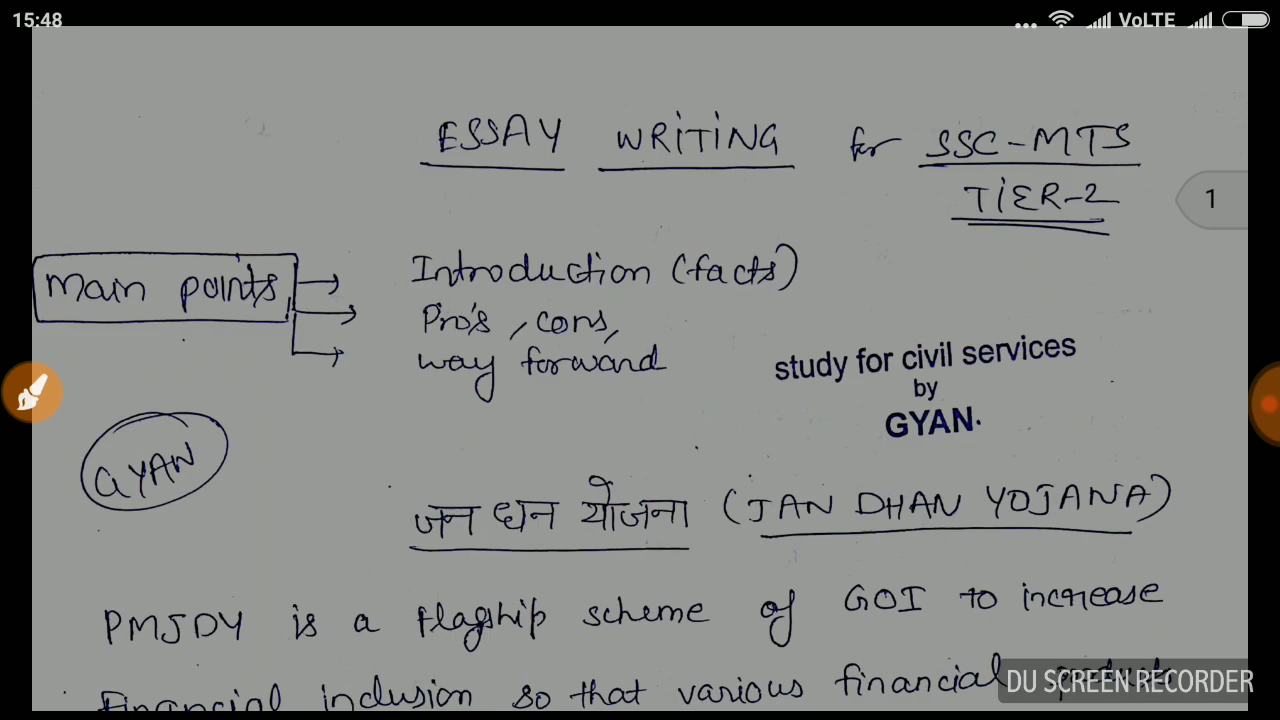 15:48
... VoLTE
ESSAY WRiTiNG for SSC-MTS
TiER-2
1
Main points → Introduction (facts)
→ Pro's, cons,
→ way forward
study for civil services
by
GYAN.
GYAN
जन धन योजना (JAN DHAN YOJANA)
PMJDY is a flagship scheme of GOI to increase
Financial inclusion so that various financial products
DU SCREEN RECORDER